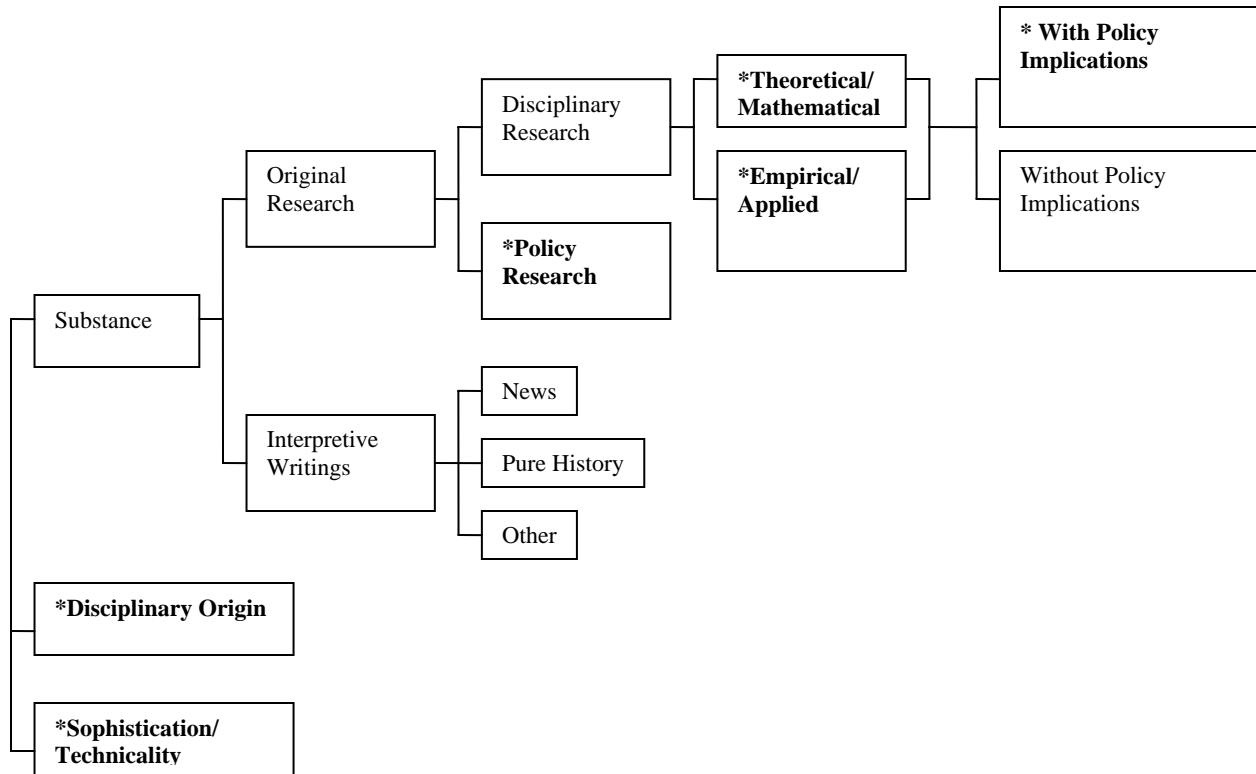 * With Policy
Implications
*Theoretical/
Mathematical
Disciplinary
Research
Original
Research
*Empirical/
Applied
Without Policy
Implications
*Policy
Research
Substance
News
Interpretive
Writings
Pure History
Other
*Disciplinary Origin
*Sophistication/
Technicality